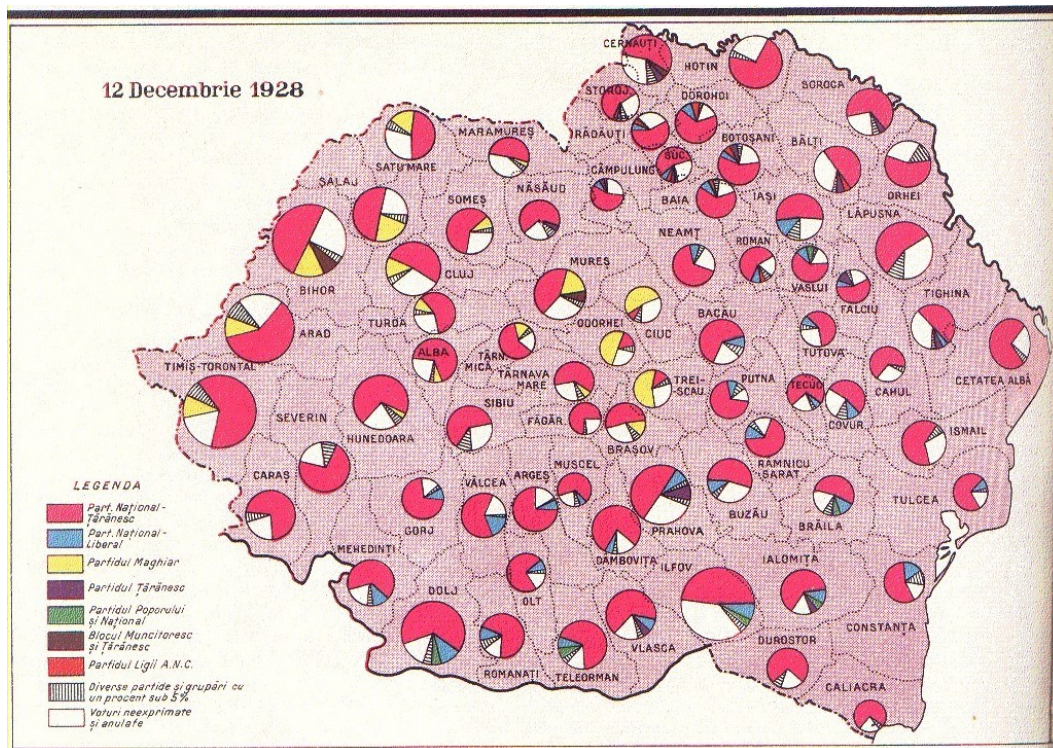 12 Decembrie 1928
CERNAUȚI
HOTIN
SOROCA
STOROJ.
DOROHOI
RĂDĂUȚI
BOTOȘANI
BĂLȚI
MARAMUREȘ
SATU MARE
CÂMPULUNG
SUC.
ORHEI
SALAJ
SOMEȘ
NĂSĂUD
BAIA
IAȘI
LĂPUSNA
NEAMȚ
ROMAN
CLUJ
MUREȘ
VASLUI
FALCIU
TIGHINA
BIHOR
ODORHEI
CIUC
BACĂU
TURDA
ARAD
ALBA
TÂRN.
MICĂ
TUTOVA
TIMIȘ-TORONTAL
TÂRNAVA
MARE
TREI-
SCAU.
PUTNA
TECUCI
CAHUL
CETATEA ALBĂ
SEVERIN
SIBIU
FĂGĂR.
COVUR.
HUNEDOARA
BRAȘOV
ISMAIL
RAMNICU
SARAT
CARAȘ
VÂLCEA
ARGEȘ
MUSCEL
TULCEA
GORJ
PRAHOVA
BUZĂU
BRĂILA
MEHEDINȚI
DÂMBOVIȚA
ILFOV
IALOMIȚA
DOLJ
OLT
CONSTANȚA
VLASCA
DUROSTOR
ROMANAȚI
TELEORMAN
CALIACRA
LEGENDA
Part. Național-
Țărănesc
Part. Național-
Liberal
Partidul Maghiar
Partidul Țărănesc
Partidul Poporului
și Național
Blocul Muncitoresc
și Țărănesc
Partidul Ligii A.N.C.
Diverse partide și grupări cu
un procent sub 5%
Voturi neexprimate
și anulate